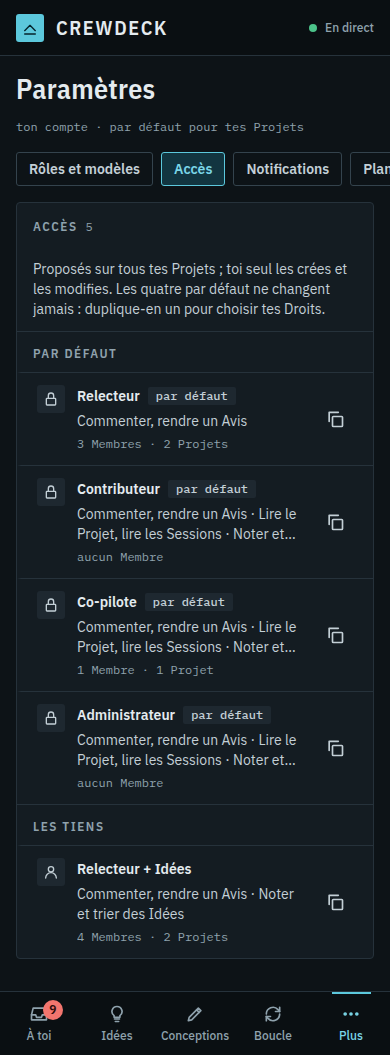 CREWDECK
En direct
Paramètres
ton compte · par défaut pour tes Projets
Rôles et modèles
Accès
Notifications
Plan
ACCÈS 5
Proposés sur tous tes Projets ; toi seul les crées et
les modifies. Les quatre par défaut ne changent
jamais : duplique-en un pour choisir tes Droits.
PAR DÉFAUT
Relecteur par défaut
Commenter, rendre un Avis
3 Membres · 2 Projets
Contributeur par défaut
Commenter, rendre un Avis · Lire le
Projet, lire les Sessions · Noter et…
aucun Membre
Co-pilote par défaut
Commenter, rendre un Avis · Lire le
Projet, lire les Sessions · Noter et…
1 Membre · 1 Projet
Administrateur par défaut
Commenter, rendre un Avis · Lire le
Projet, lire les Sessions · Noter et…
aucun Membre
LES TIENS
Relecteur + Idées
Commenter, rendre un Avis · Noter
et trier des Idées
4 Membres · 2 Projets
9
À toi
Idées
Conceptions
Boucle
Plus